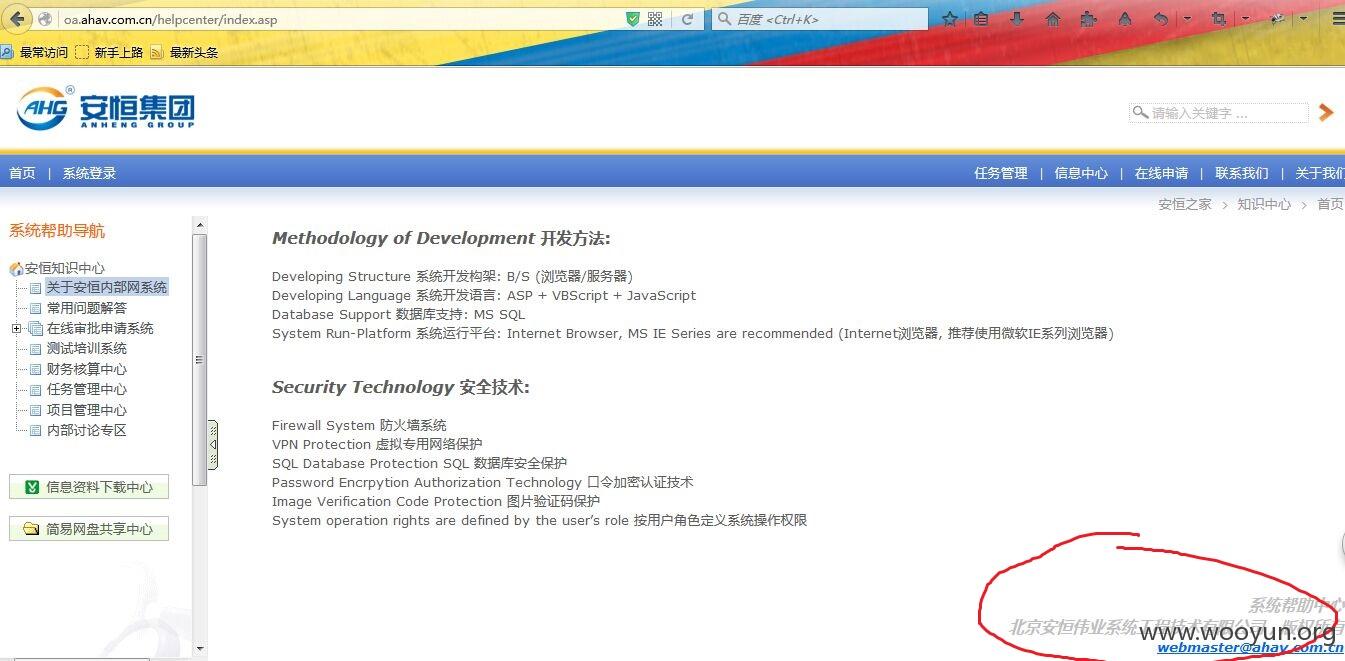 oa.ahav.com.cn/helpcenter/index.asp
百度 <Ctrl+K>
最常访问 新手上路 最新头条
AHG ® 安恒集团
ANHENG GROUP
请输入关键字 ...
首页 | 系统登录
任务管理 | 信息中心 | 在线申请 | 联系我们 | 关于我们
安恒之家 > 知识中心 > 首页
系统帮助导航
安恒知识中心
关于安恒内部网系统
常用问题解答
在线审批申请系统
测试培训系统
财务核算中心
任务管理中心
项目管理中心
内部讨论专区
信息资料下载中心
简易网盘共享中心
Methodology of Development 开发方法:
Developing Structure 系统开发构架: B/S (浏览器/服务器)
Developing Language 系统开发语言: ASP + VBScript + JavaScript
Database Support 数据库支持: MS SQL
System Run-Platform 系统运行平台: Internet Browser, MS IE Series are recommended (Internet浏览器, 推荐使用微软IE系列浏览器)
Security Technology 安全技术:
Firewall System 防火墙系统
VPN Protection 虚拟专用网络保护
SQL Database Protection SQL 数据库安全保护
Password Encrpytion Authorization Technology 口令加密认证技术
Image Verification Code Protection 图片验证码保护
System operation rights are defined by the user’s role 按用户角色定义系统操作权限
系统帮助中心
北京安恒伟业系统工程技术有限公司 版权所有
www.wooyun.org
webmaster@ahav.com.cn